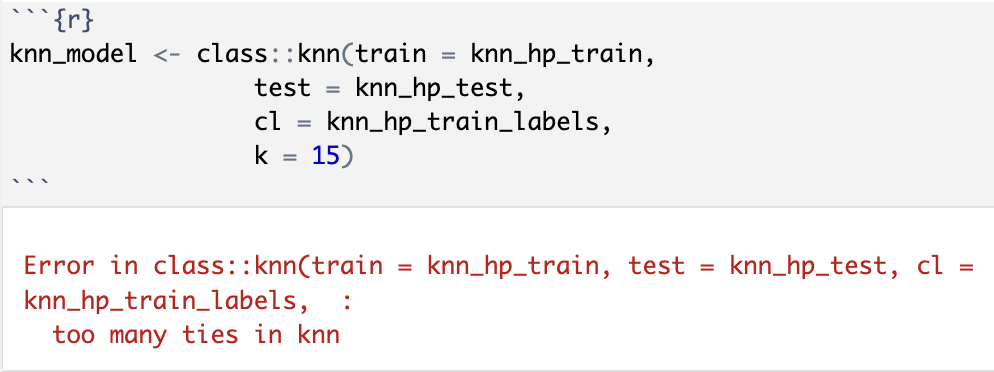 ```{r}
knn_model <- class::knn(train = knn_hp_train,
                 test = knn_hp_test,
                 cl = knn_hp_train_labels,
                 k = 15)
```
Error in class::knn(train = knn_hp_train, test = knn_hp_test, cl =
knn_hp_train_labels,  :
  too many ties in knn